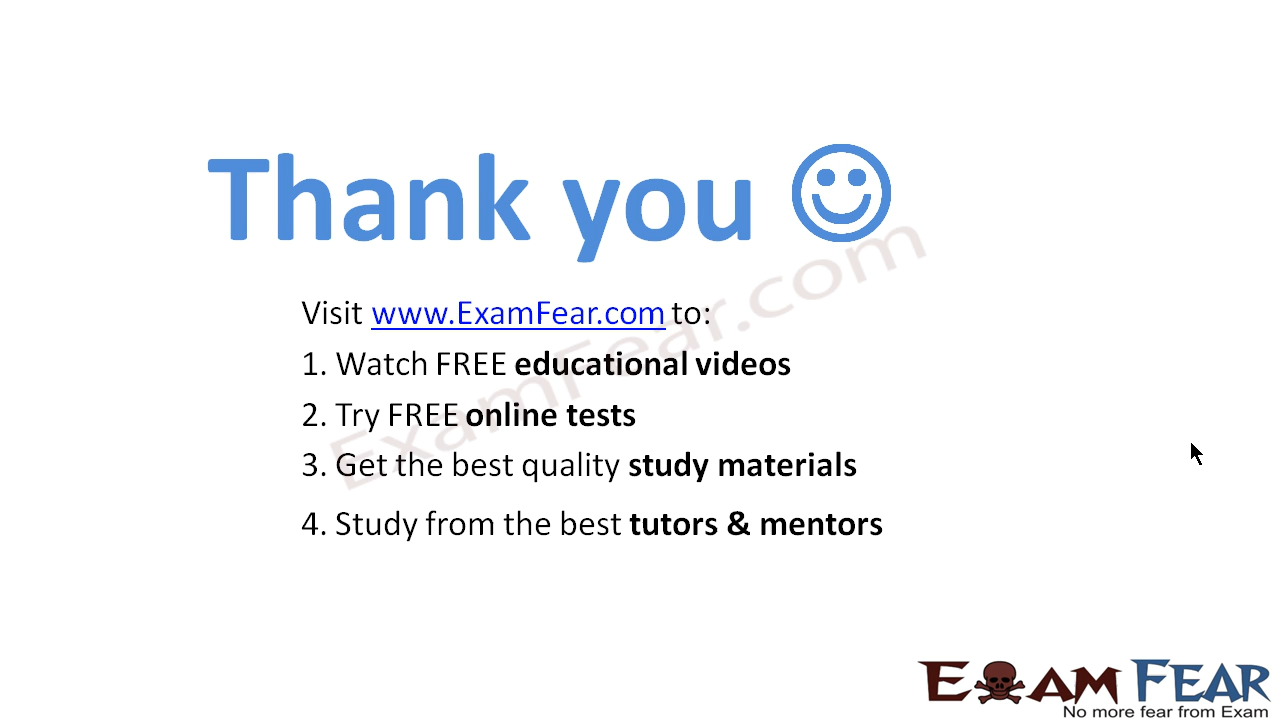 Thank you
Visit www.ExamFear.com to:
1. Watch FREE educational videos
2. Try FREE online tests
3. Get the best quality study materials
4. Study from the best tutors & mentors
ExamFear.com
EXAM FEAR
No more fear from Exam